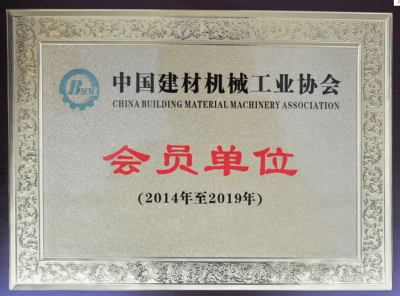 中国建材机械工业协会
CHINA BUILDING MATERIAL MACHINERY ASSOCIATION
会员单位
(2014年至2019年)